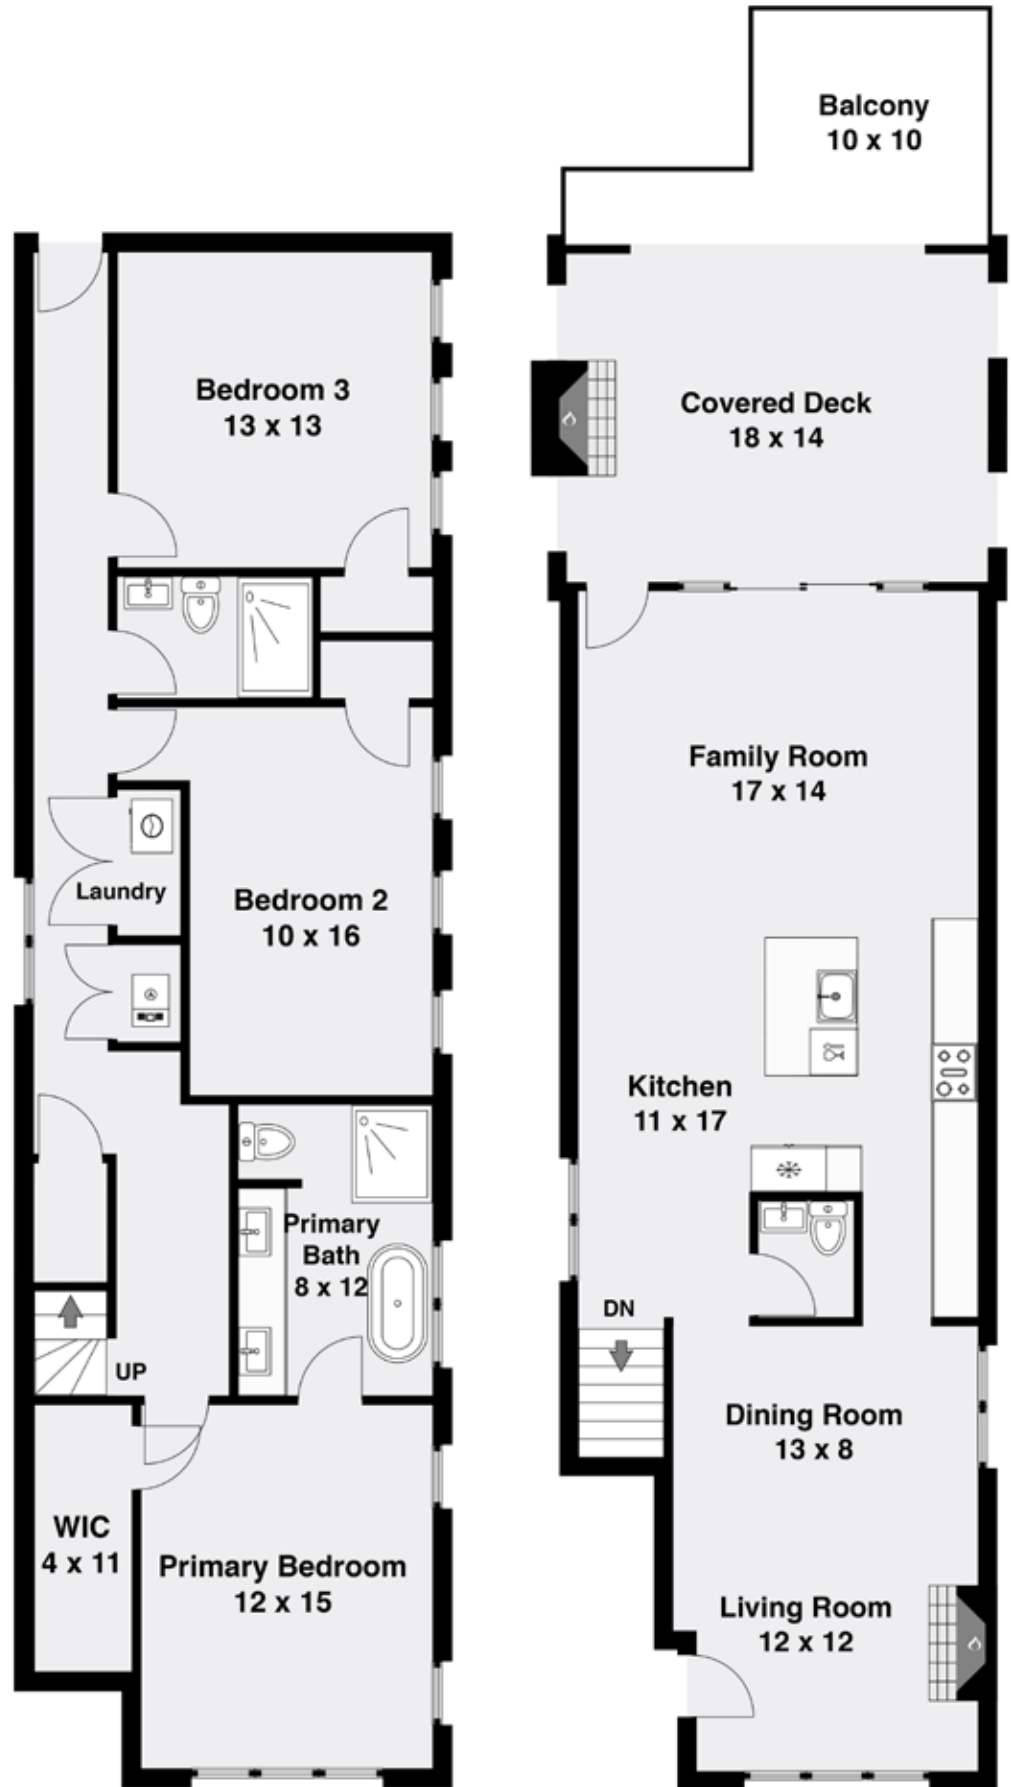 Bedroom 3
13 x 13
Laundry
Bedroom 2
10 x 16
Primary
Bath
8 x 12
UP
WIC
4 x 11
Primary Bedroom
12 x 15
Balcony
10 x 10
Covered Deck
18 x 14
Family Room
17 x 14
Kitchen
11 x 17
DN
Dining Room
13 x 8
Living Room
12 x 12